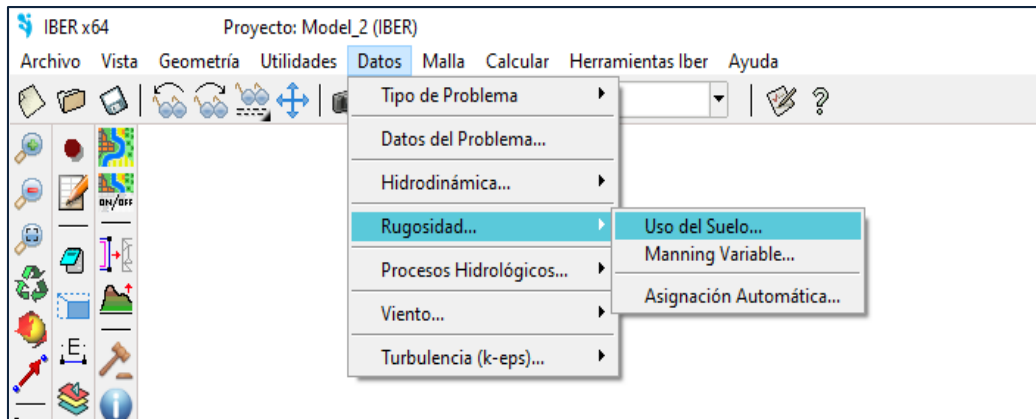 IBER x64 Proyecto: Model_2 (IBER)
Archivo Vista Geometría Utilidades Datos Malla Calcular Herramientas Iber Ayuda
Tipo de Problema
Datos del Problema...
Hidrodinámica...
Rugosidad...
Uso del Suelo...
Manning Variable...
Asignación Automática...
Procesos Hidrológicos...
Viento...
Turbulencia (k-eps)...
ON/OFF
E